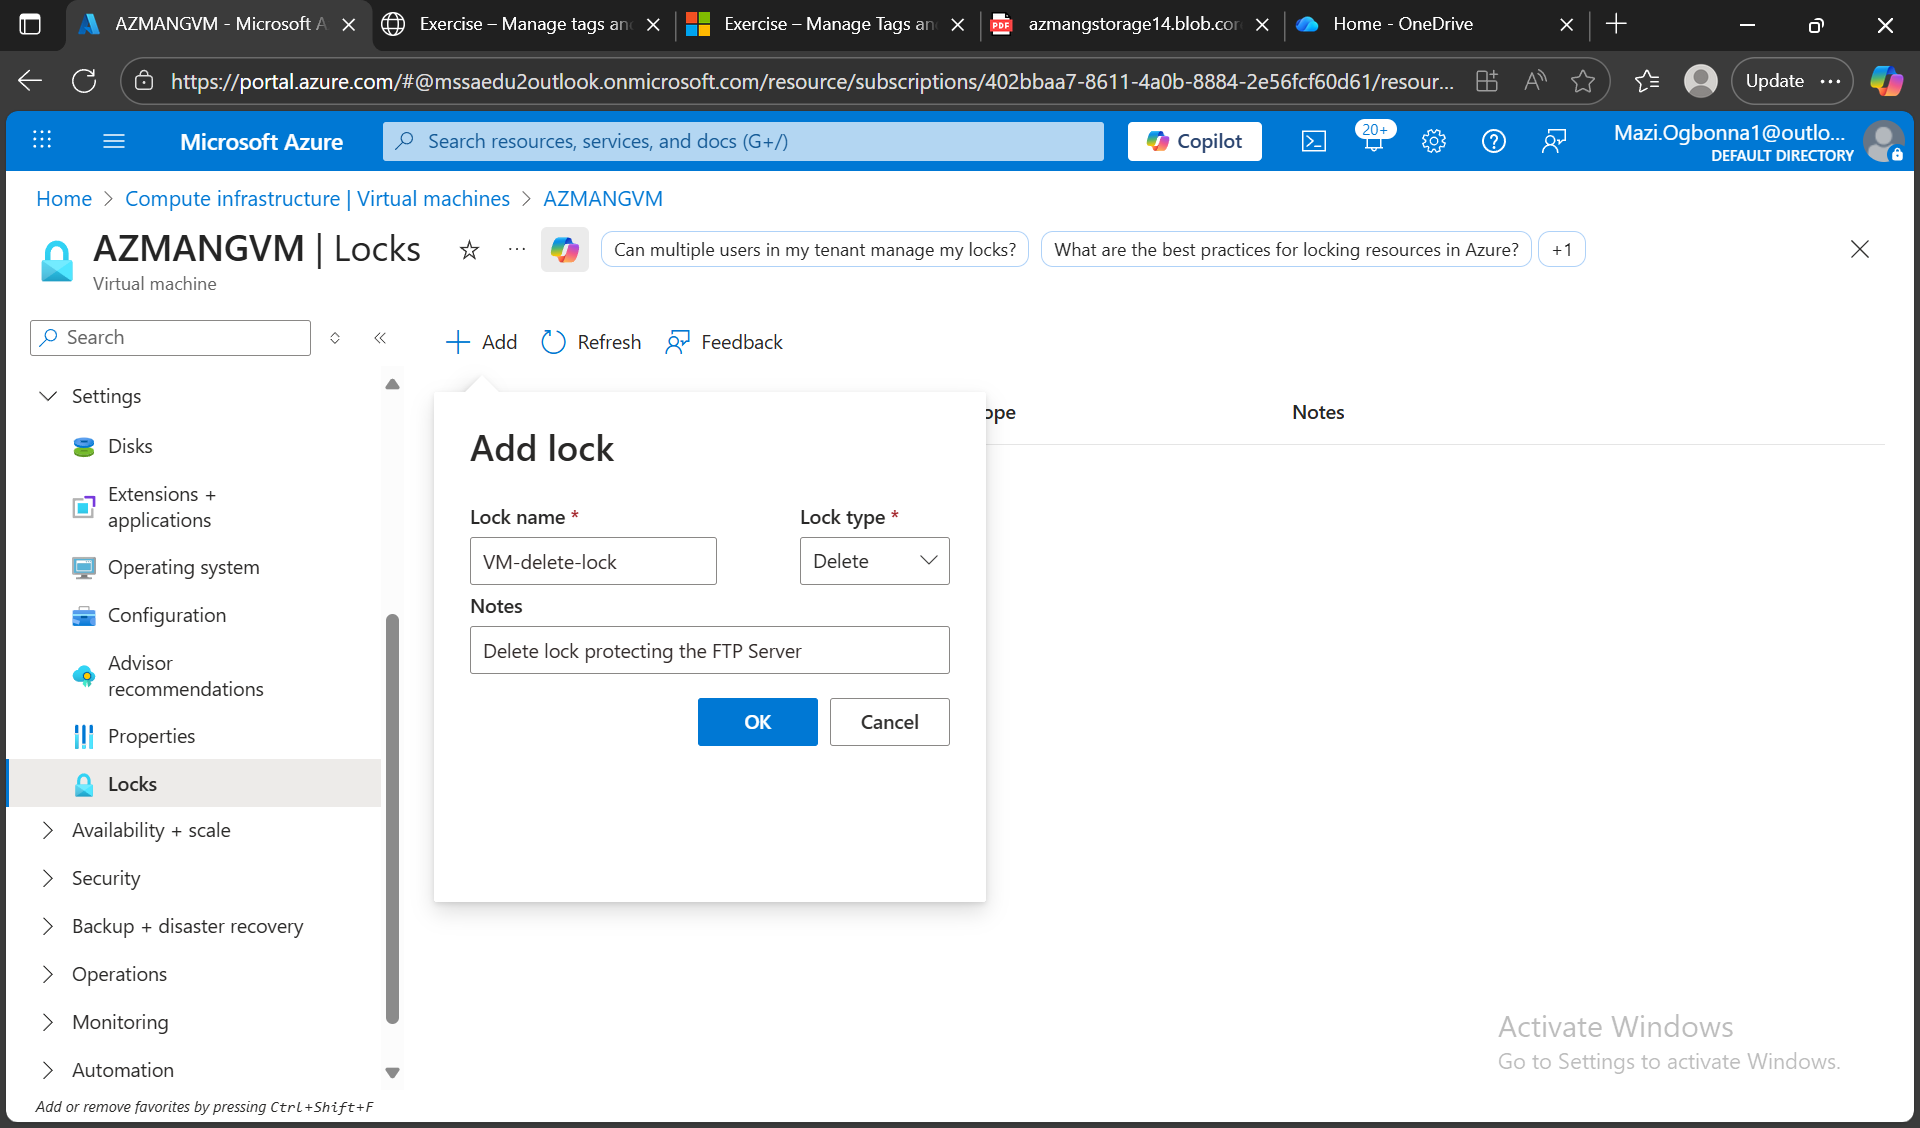 AZMANGVM - Microsoft A
Exercise – Manage tags an
Exercise – Manage Tags an
PDF
azmangstorage14.blob.cor
Home - OneDrive
https://portal.azure.com/#@mssaedu2outlook.onmicrosoft.com/resource/subscriptions/402bbaa7-8611-4a0b-8884-2e56fcf60d61/resour...
Update
Microsoft Azure
Search resources, services, and docs (G+/)
Copilot
20+
Mazi.Ogbonna1@outlo...
DEFAULT DIRECTORY
Home > Compute infrastructure | Virtual machines > AZMANGVM
AZMANGVM | Locks
Virtual machine
Can multiple users in my tenant manage my locks?
What are the best practices for locking resources in Azure?
+1
Search
Add
Refresh
Feedback
Settings
Disks
Extensions +
applications
Operating system
Configuration
Advisor
recommendations
Properties
Locks
Availability + scale
Security
Backup + disaster recovery
Operations
Monitoring
Automation
Add or remove favorites by pressing Ctrl+Shift+F
ope
Notes
Add lock
Lock name *
Lock type *
VM-delete-lock
Delete
Notes
Delete lock protecting the FTP Server
OK
Cancel
Activate Windows
Go to Settings to activate Windows.